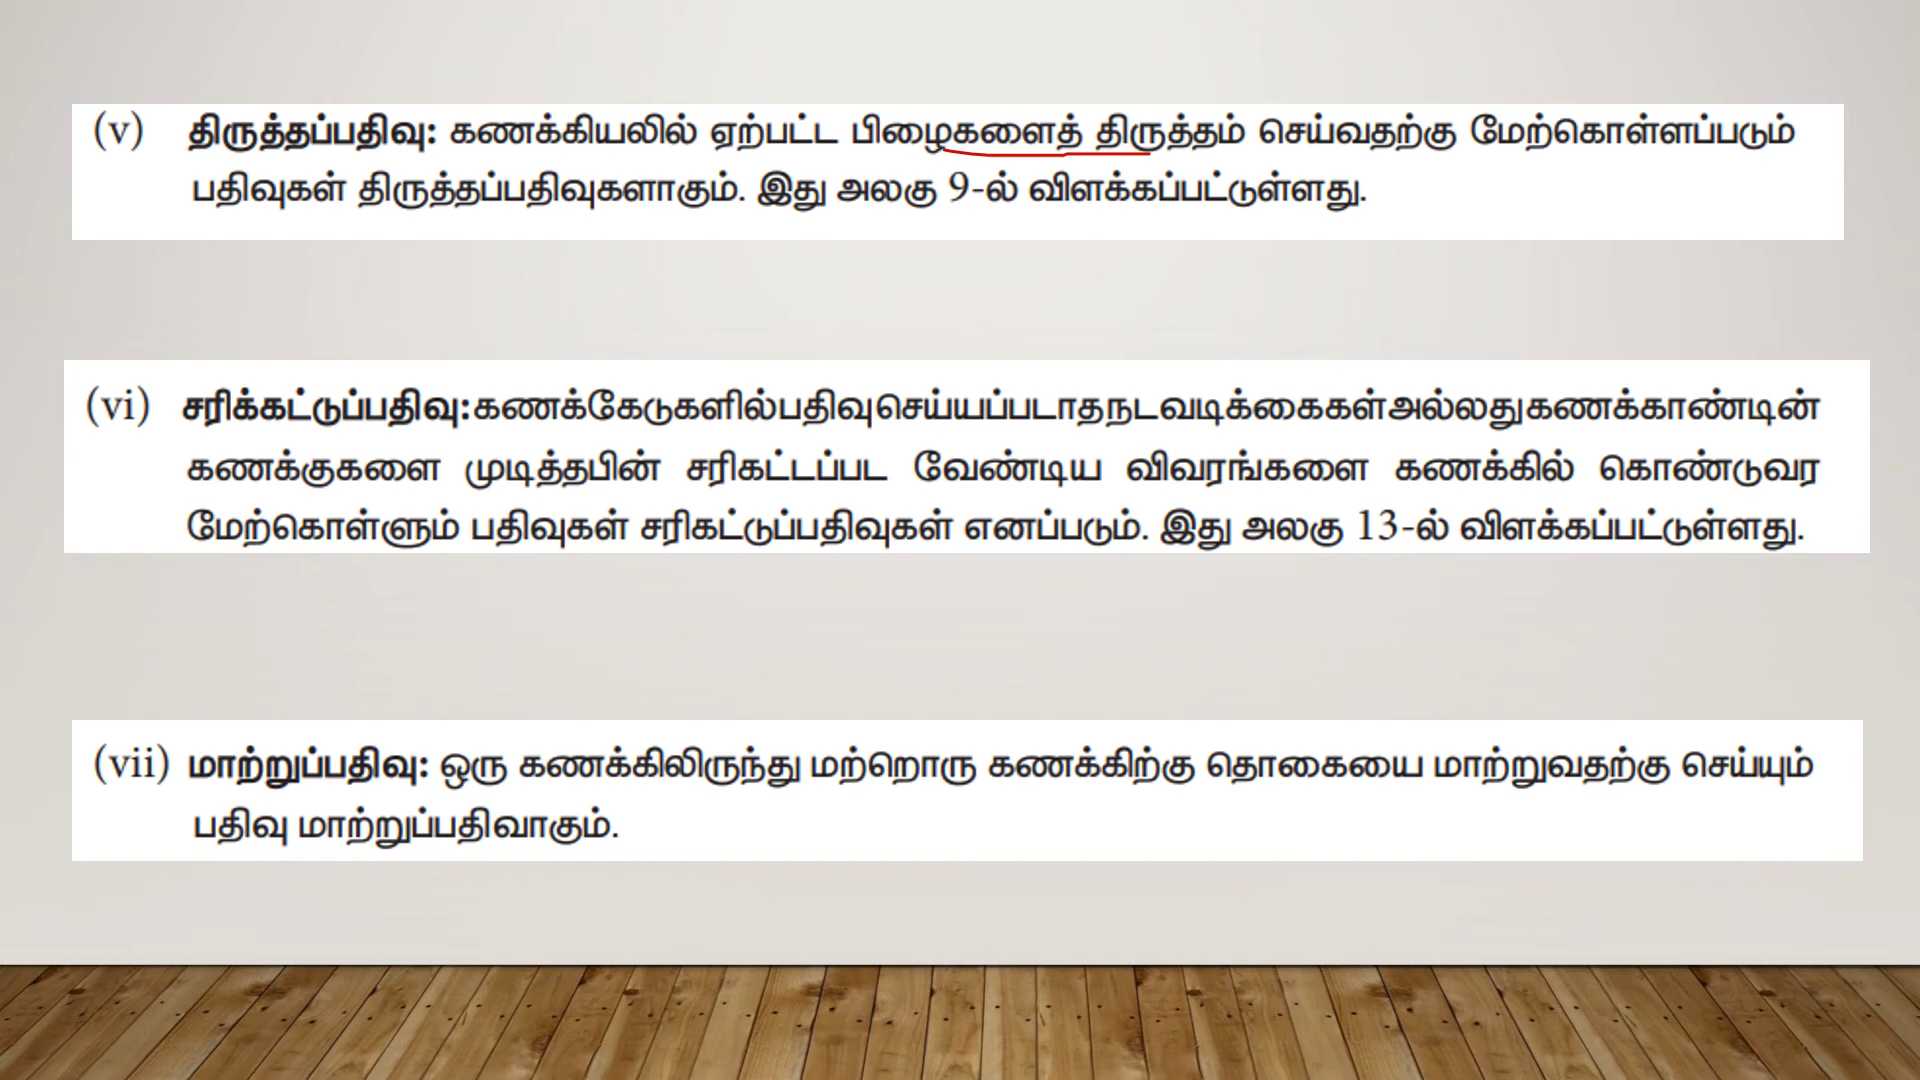 (v) திருத்தப்பதிவு: கணக்கியலில் ஏற்பட்ட பிழைகளைத் திருத்தம் செய்வதற்கு மேற்கொள்ளப்படும்
பதிவுகள் திருத்தப்பதிவுகளாகும். இது அலகு 9-ல் விளக்கப்பட்டுள்ளது.
(vi) சரிக்கட்டுப்பதிவு: கணக்கேடுகளில் பதிவு செய்யப்படாத நடவடிக்கைகள் அல்லது கணக்காண்டின்
கணக்குகளை முடித்தபின் சரிகட்டப்பட வேண்டிய விவரங்களை கணக்கில் கொண்டுவர
மேற்கொள்ளும் பதிவுகள் சரிகட்டுப்பதிவுகள் எனப்படும். இது அலகு 13-ல் விளக்கப்பட்டுள்ளது.
(vii) மாற்றுப்பதிவு: ஒரு கணக்கிலிருந்து மற்றொரு கணக்கிற்கு தொகையை மாற்றுவதற்கு செய்யும்
பதிவு மாற்றுப்பதிவாகும்.